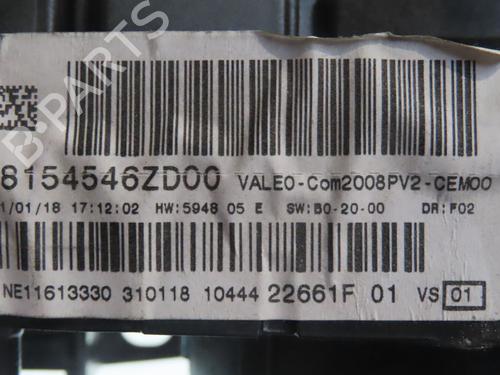 8154546ZD00 VALEO-Com2008PV2-CEM00
1/01/18 17:12:02 HW:5948 05 E SW:B0-20-00 DR:F02
NE11613330 310118 10444 22661F 01 VS 01
B-PARTS